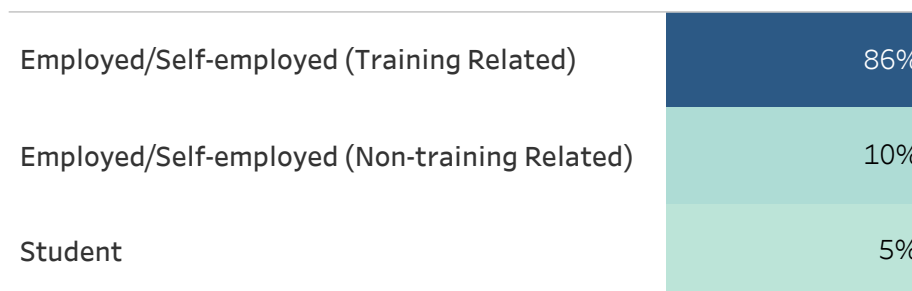 Employed/Self-employed (Training Related) 86%
Employed/Self-employed (Non-training Related) 10%
Student 5%